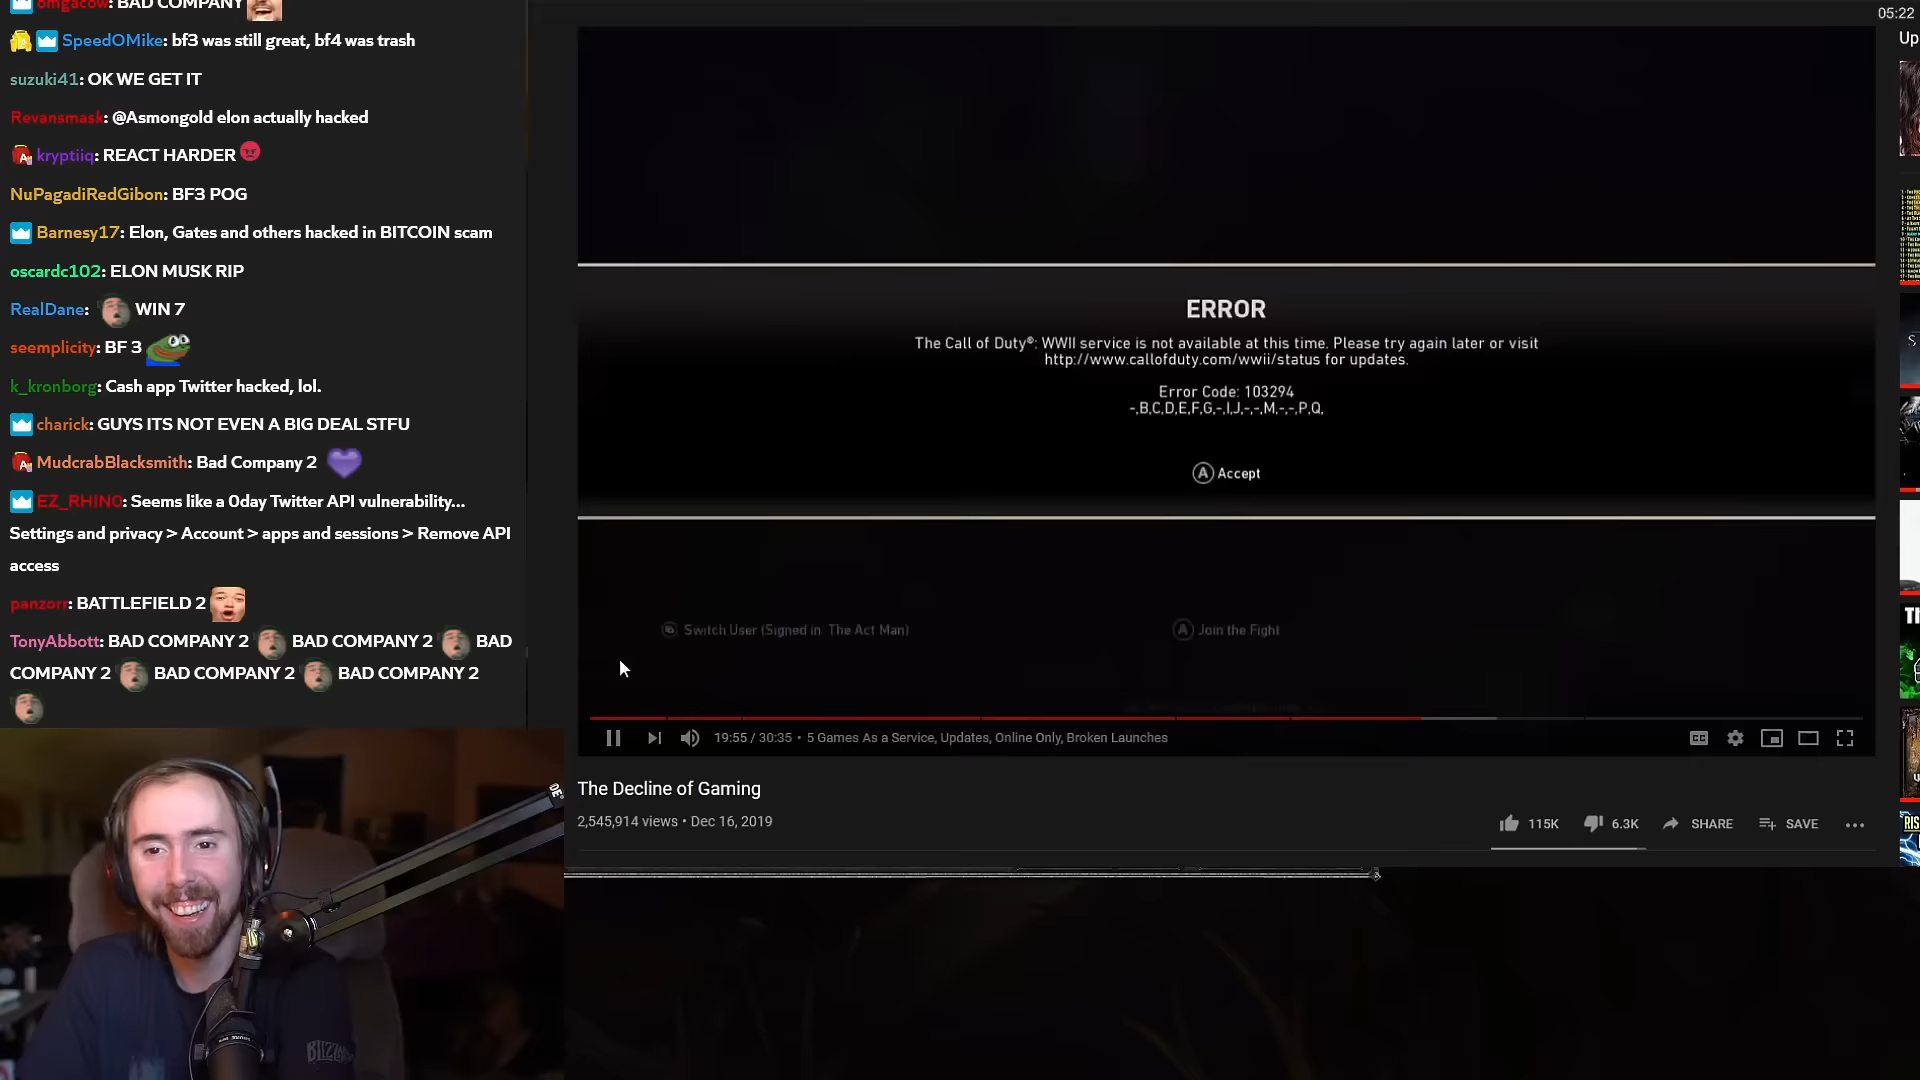 omgacow: BAD COMPANY
SpeedOMike: bf3 was still great, bf4 was trash
suzuki41: OK WE GET IT
Revansmask: @Asmongold elon actually hacked
kryptiiq: REACT HARDER
NuPagadiRedGibon: BF3 POG
Barnesy17: Elon, Gates and others hacked in BITCOIN scam
oscardc102: ELON MUSK RIP
RealDane: WIN 7
seemplicity: BF 3
k_kronborg: Cash app Twitter hacked, lol.
charick: GUYS ITS NOT EVEN A BIG DEAL STFU
MudcrabBlacksmith: Bad Company 2
EZ_RHINO: Seems like a 0day Twitter API vulnerability...
Settings and privacy > Account > apps and sessions > Remove API
access
panzorr: BATTLEFIELD 2
TonyAbbott: BAD COMPANY 2 BAD COMPANY 2 BAD
COMPANY 2 BAD COMPANY 2 BAD COMPANY 2
05:22
Up
ERROR
The Call of Duty®: WWII service is not available at this time. Please try again later or visit
http://www.callofduty.com/wwii/status for updates.
Error Code: 103294
-,B,C,D,E,F,G,-,I,J,-,-,M,-,-,P,Q,
A Accept
Switch User (Signed in: The Act Man)
A Join the Fight
19:55 / 30:35 • 5 Games As a Service, Updates, Online Only, Broken Launches
CC
The Decline of Gaming
2,545,914 views • Dec 16, 2019
115K 6.3K SHARE SAVE